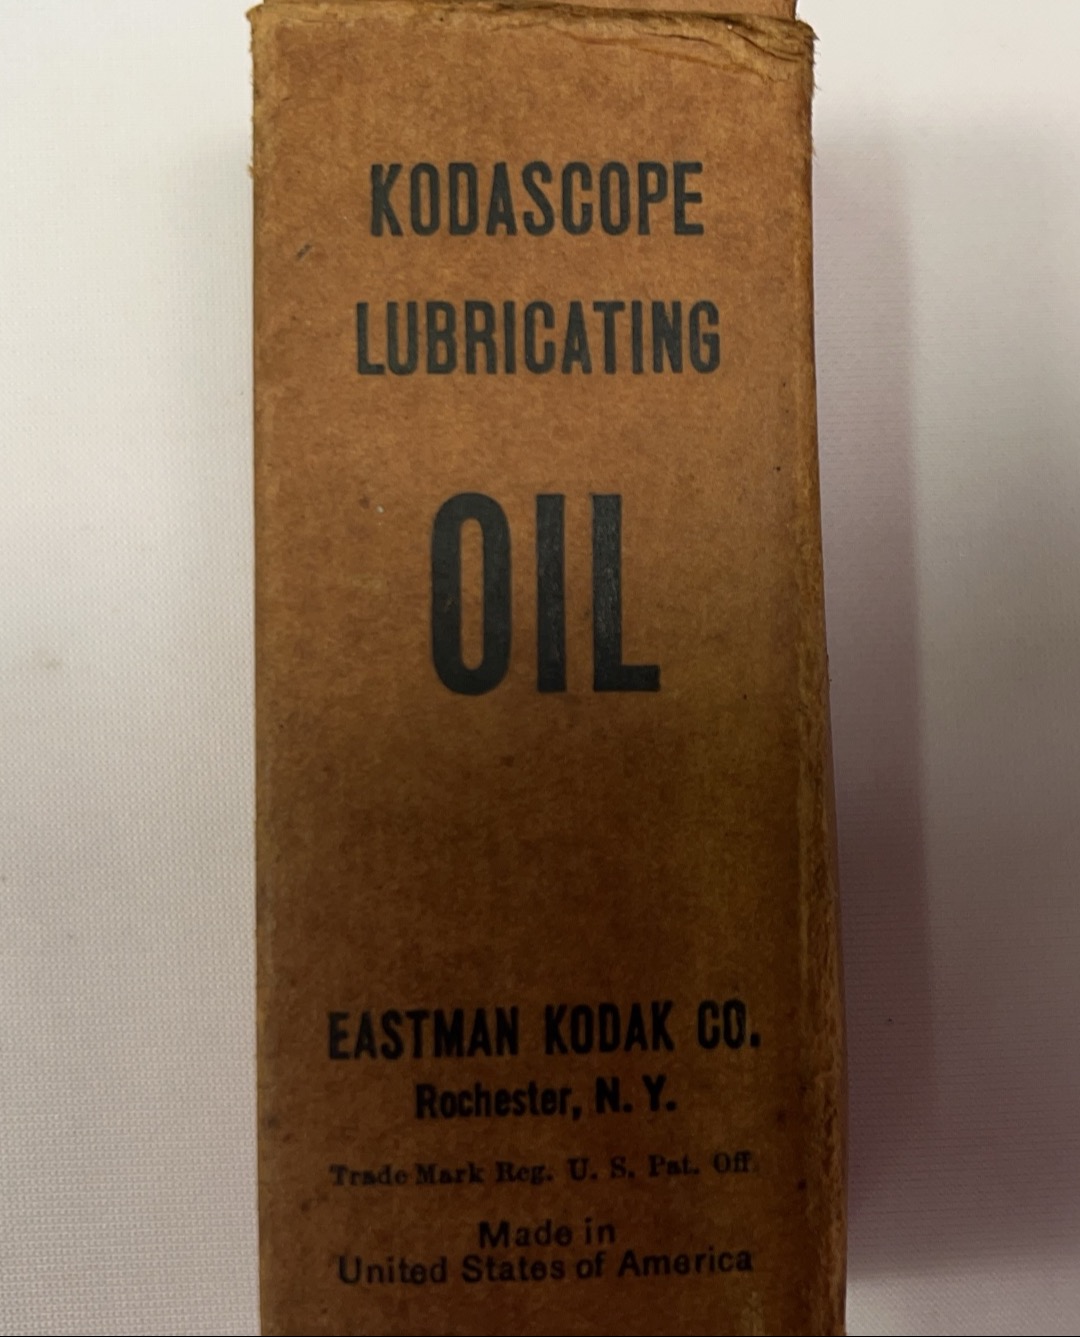 KODASCOPE
LUBRICATING
OIL
EASTMAN KODAK CO.
Rochester, N. Y.
Trade Mark Reg. U. S. Pat. Off.
Made in
United States of America